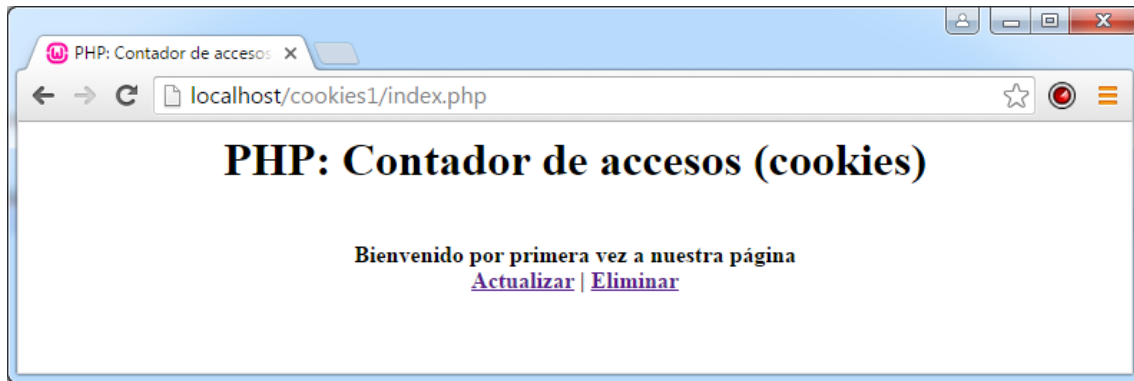 PHP: Contador de accesos
localhost/cookies1/index.php
PHP: Contador de accesos (cookies)
Bienvenido por primera vez a nuestra página
Actualizar | Eliminar